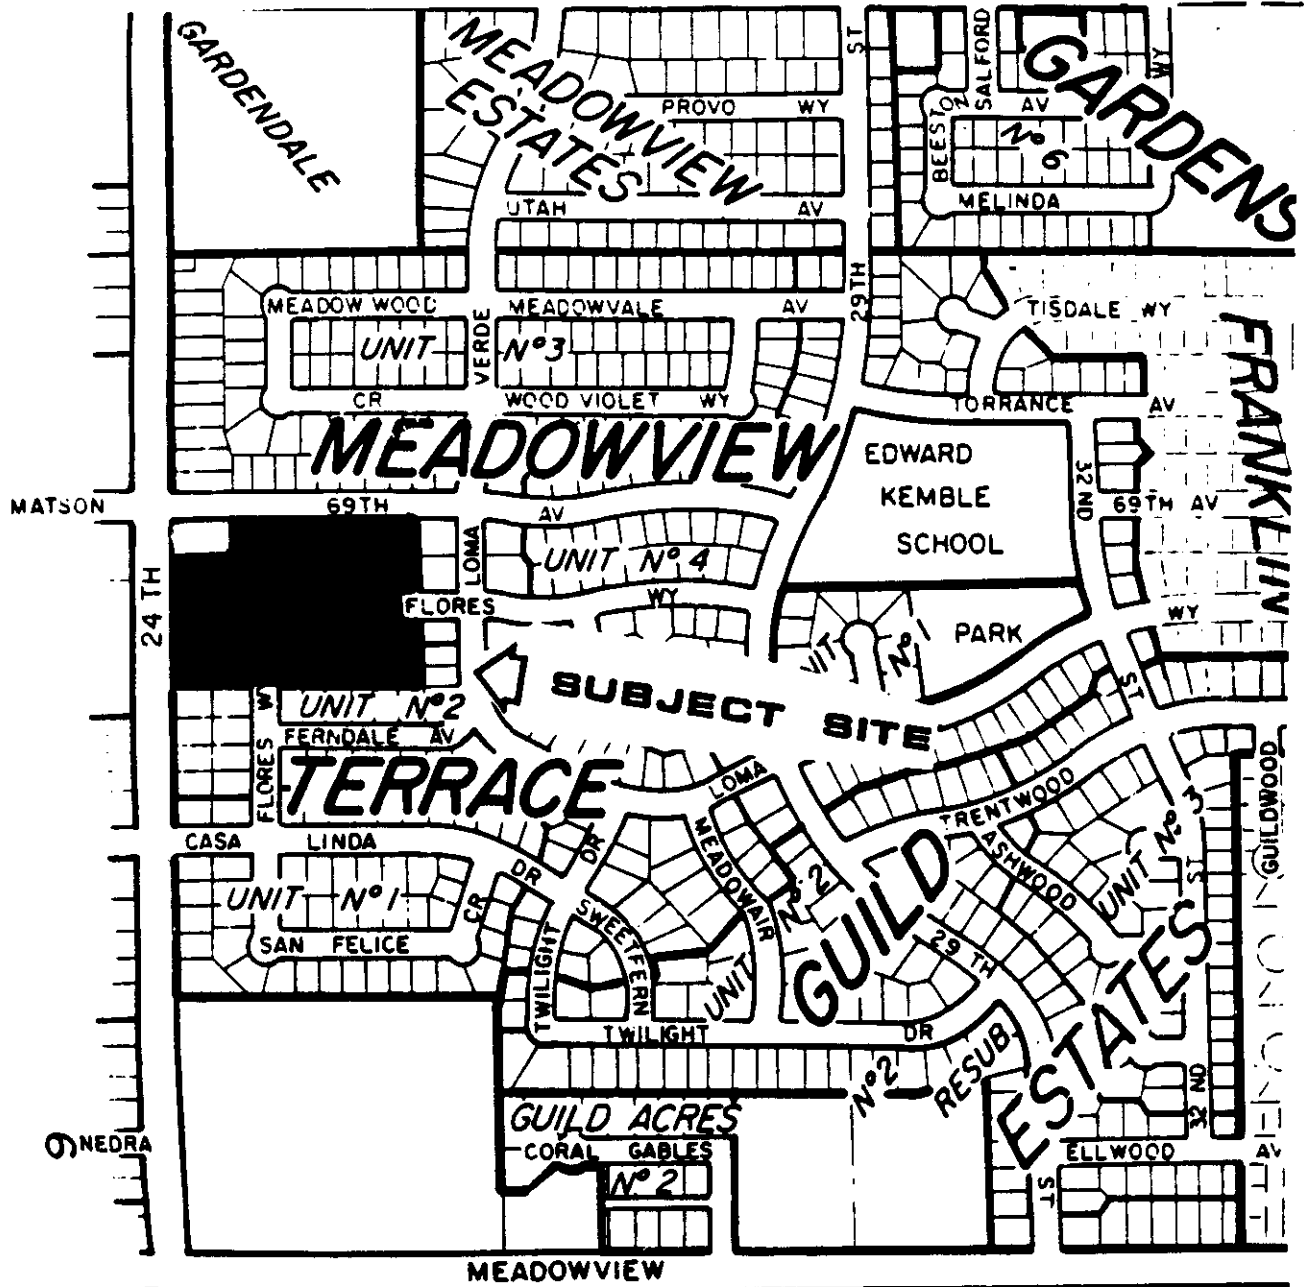 GARDENDALE
MEADOWVIEW
ESTATES
PROVO WY
ST
SALFORD
WY
GARDENS
BEESTON
AV
Nº 6
UTAH AV
MELINDA
MEADOW WOOD
MEADOWVALE AV
29TH
TISDALE WY
VERDE
UNIT Nº3
FRANKLIN
CR
WOOD VIOLET WY
TORRANCE AV
MEADOWVIEW
EDWARD
KEMBLE
SCHOOL
32 ND
MATSON
69TH
AV
69TH AV
24 TH
LOMA
UNIT Nº 4
FLORES
WY
WY
PARK
SUBJECT SITE
ST
UNIT Nº2
FERNDALE AV
FLORES W
TERRACE
LOMA
GUILDWOOD
TRENTWOOD
CASA LINDA
DR
DR
MEADOWAIR
ASHWOOD
UNIT Nº 3
ST
UNIT Nº1
CR
Nº 2
GUILD
SAN FELICE
SWEETFERN
29 TH
TWILIGHT
UNIT
ESTATES
TWILIGHT
DR
Nº2
RESUB
32 ND
GUILD ACRES
NEDRA
CORAL GABLES
Nº 2
ELLWOOD AV
ST
MEADOWVIEW